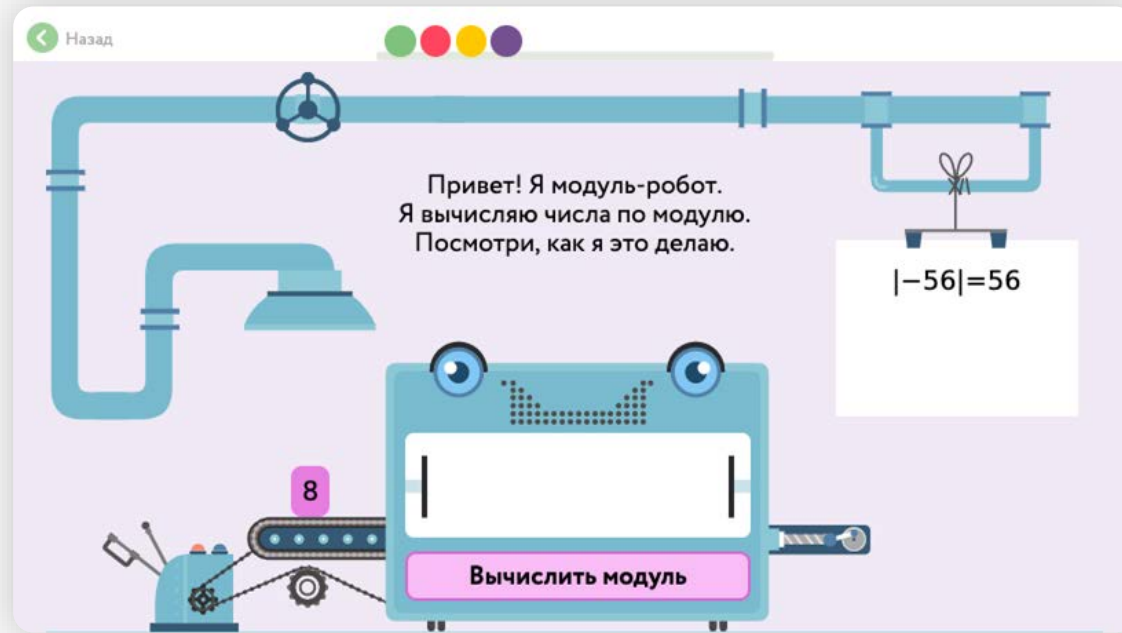 Назад
Привет! Я модуль-робот.
Я вычисляю числа по модулю.
Посмотри, как я это делаю.
|−56|=56
8
Вычислить модуль